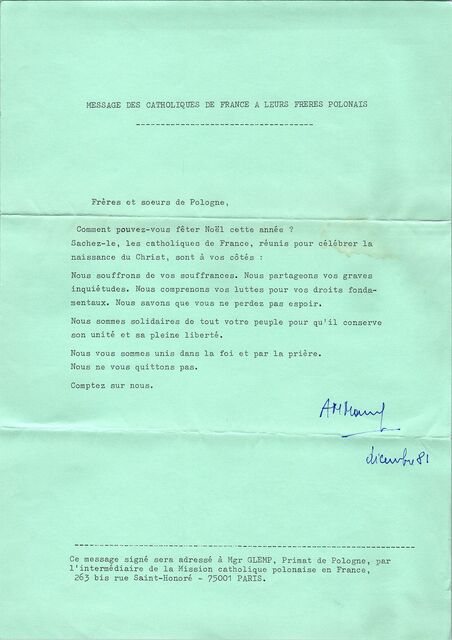 MESSAGE DES CATHOLIQUES DE FRANCE A LEURS FRERES POLONAIS
Frères et soeurs de Pologne,
Comment pouvez-vous fêter Noël cette année ?
Sachez-le, les catholiques de France, réunis pour célébrer la
naissance du Christ, sont à vos côtés :
Nous souffrons de vos souffrances. Nous partageons vos graves
inquiétudes. Nous comprenons vos luttes pour vos droits fonda-
mentaux. Nous savons que vous ne perdez pas espoir.
Nous sommes solidaires de tout votre peuple pour qu'il conserve
son unité et sa pleine liberté.
Nous vous sommes unis dans la foi et par la prière.
Nous ne vous quittons pas.
Comptez sur nous.
81
Ce message signé sera adressé à Mgr GLEMP, Primat de Pologne, par
l'intermédiaire de la Mission catholique polonaise en France,
263 bis rue Saint-Honoré - 75001 PARIS.